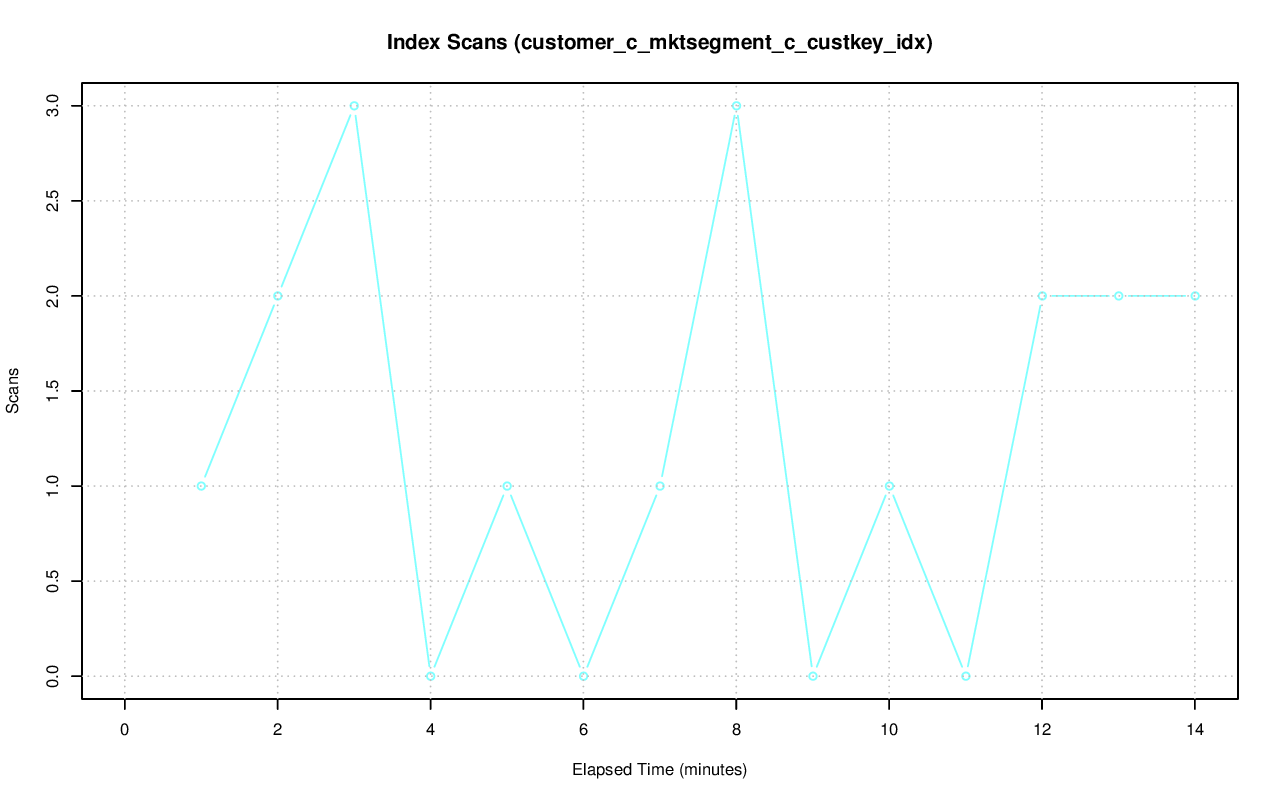 Index Scans (customer_c_mktsegment_c_custkey_idx)
Scans
3.0
2.5
2.0
1.5
1.0
0.5
0.0
0 2 4 6 8 10 12 14
Elapsed Time (minutes)